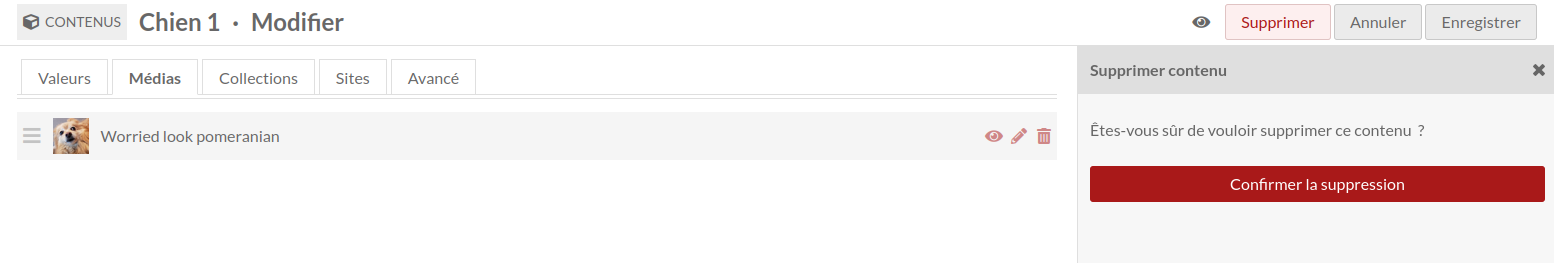 CONTENUS Chien 1 · Modifier Supprimer Annuler Enregistrer
Valeurs Médias Collections Sites Avancé
Supprimer contenu
Worried look pomeranian
Êtes-vous sûr de vouloir supprimer ce contenu ?
Confirmer la suppression